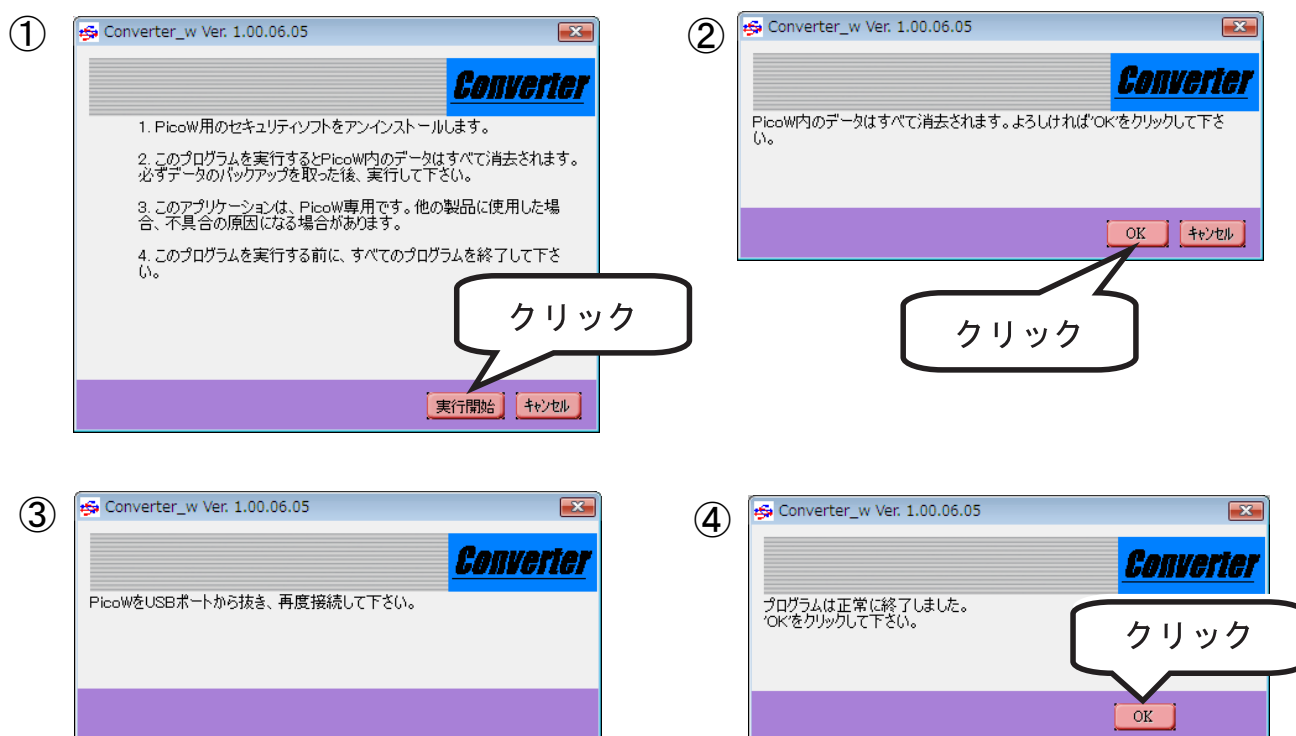 ①
Converter_w Ver. 1.00.06.05
Converter
1. PicoW用のセキュリティソフトをアンインストールします。
2. このプログラムを実行するとPicoW内のデータはすべて消去されます。
必ずデータのバックアップを取った後、実行して下さい。
3. このアプリケーションは、PicoW専用です。他の製品に使用した場
合、不具合の原因になる場合があります。
4. このプログラムを実行する前に、すべてのプログラムを終了して下さ
い。
クリック
実行開始
キャンセル
②
Converter_w Ver. 1.00.06.05
Converter
PicoW内のデータはすべて消去されます。よろしければ'OK'をクリックして下さ
い。
OK
キャンセル
クリック
③
Converter_w Ver. 1.00.06.05
Converter
PicoWをUSBポートから抜き、再度接続して下さい。
④
Converter_w Ver. 1.00.06.05
Converter
プログラムは正常に終了しました。
'OK'をクリックして下さい。
クリック
OK